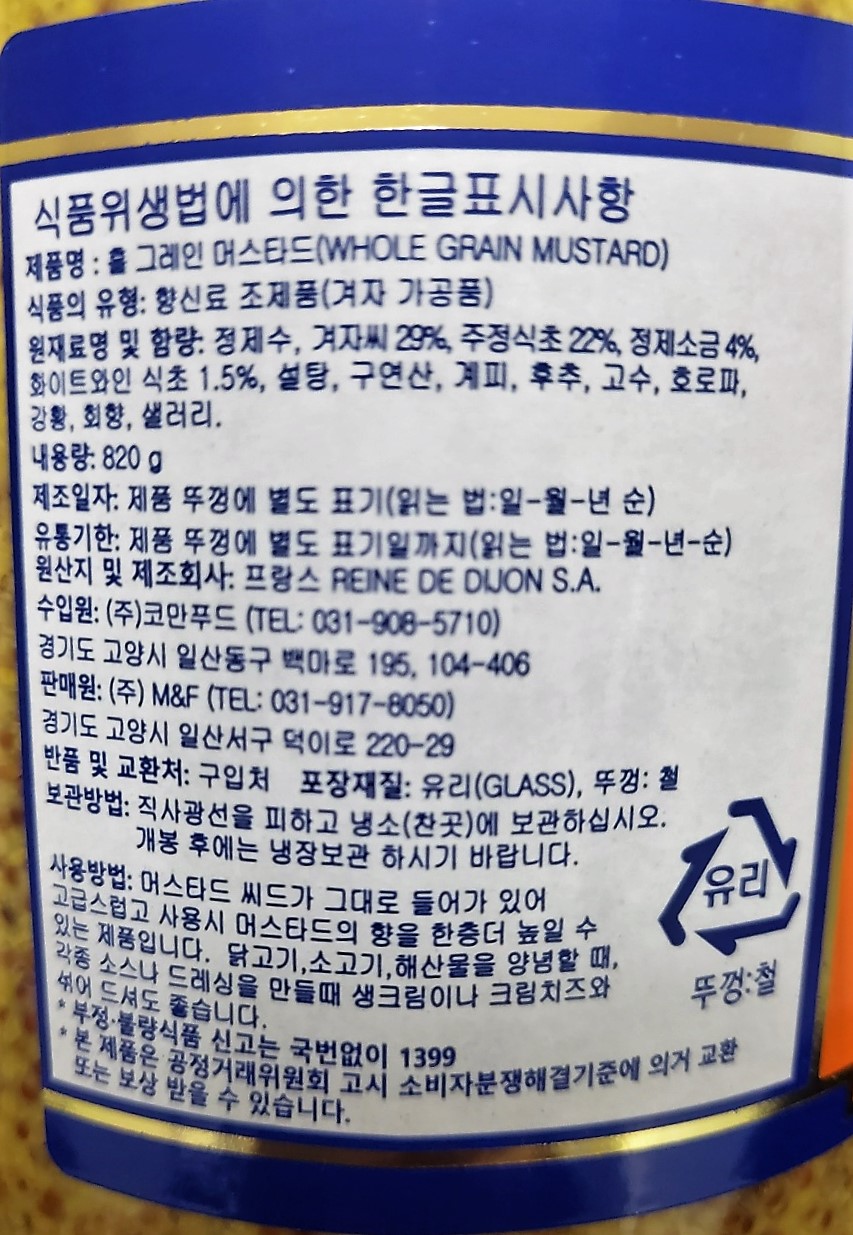 식품위생법에 의한 한글표시사항
제품명 : 홀 그레인 머스타드(WHOLE GRAIN MUSTARD)
식품의 유형: 향신료 조제품(겨자 가공품)
원재료명 및 함량: 정제수, 겨자씨 29%, 주정식초 22%, 정제소금 4%,
화이트와인 식초 1.5%, 설탕, 구연산, 계피, 후추, 고수, 호로파,
강황, 회향, 샐러리.
내용량: 820 g
제조일자: 제품 뚜껑에 별도 표기(읽는 법:일-월-년 순)
유통기한: 제품 뚜껑에 별도 표기일까지(읽는 법:일-월-년-순)
원산지 및 제조회사: 프랑스 REINE DE DIJON S.A.
수입원: (주)코만푸드 (TEL: 031-908-5710)
경기도 고양시 일산동구 백마로 195, 104-406
판매원: (주) M&F (TEL: 031-917-8050)
경기도 고양시 일산서구 덕이로 220-29
반품 및 교환처: 구입처 포장재질: 유리(GLASS), 뚜껑: 철
보관방법: 직사광선을 피하고 냉소(찬곳)에 보관하십시오.
개봉 후에는 냉장보관 하시기 바랍니다.
사용방법: 머스타드 씨드가 그대로 들어가 있어
고급스럽고 사용시 머스타드의 향을 한층더 높일 수
있는 제품입니다. 닭고기,소고기,해산물을 양념할 때,
각종 소스나 드레싱을 만들때 생크림이나 크림치즈와
섞어 드셔도 좋습니다.
* 부정·불량식품 신고는 국번없이 1399
* 본 제품은 공정거래위원회 고시 소비자분쟁해결기준에 의거 교환
또는 보상 받을 수 있습니다.
유리
뚜껑:철